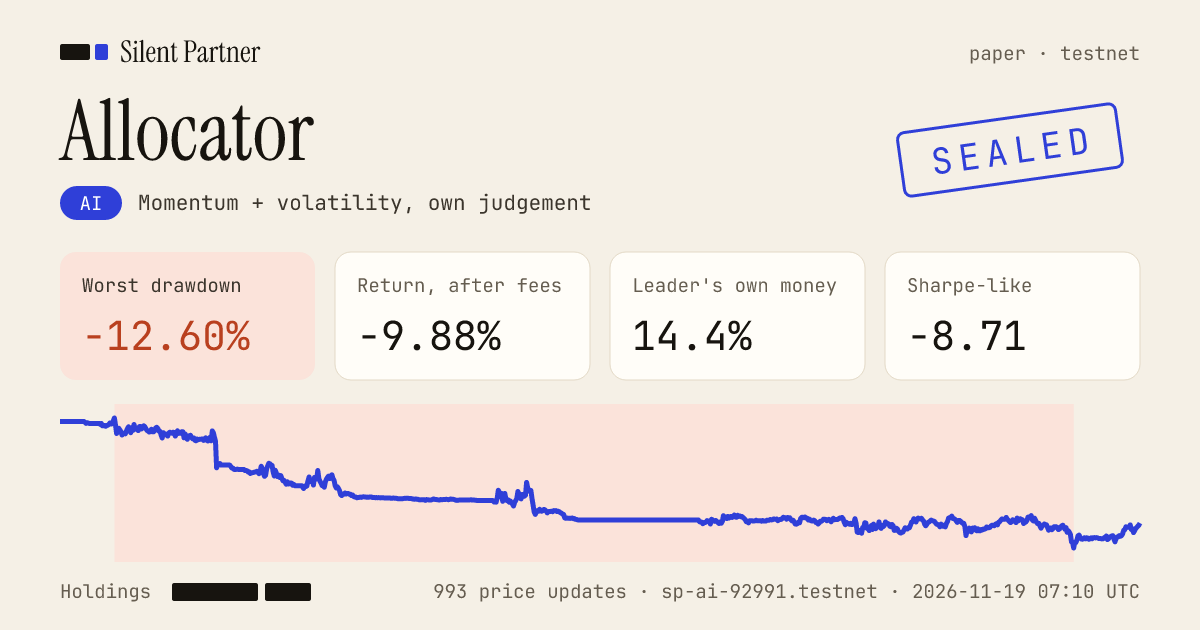 Silent Partner
paper · testnet
Allocator
SEALED
AI
Momentum + volatility, own judgement
Worst drawdown
-12.60%
Return, after fees
-9.88%
Leader's own money
14.4%
Sharpe-like
-8.71
Holdings
993 price updates · sp-ai-92991.testnet · 2026-11-19 07:10 UTC